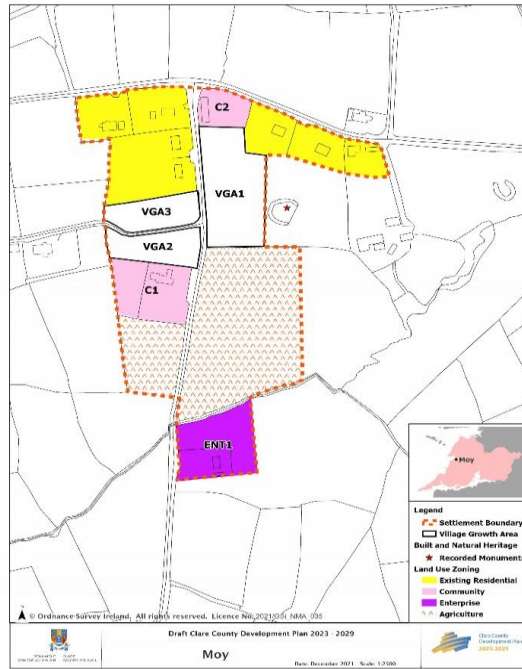 C2
VGA1
VGA3
VGA2
C1
ENT1
Moy
Legend
Settlement Boundary
Village Growth Area
Built and Natural Heritage
Recorded Monuments
Land Use Zoning
Existing Residential
Community
Enterprise
Agriculture
© Ordnance Survey Ireland. All rights reserved. Licence No. 2021/OSI_NMA_035
Draft Clare County Development Plan 2023 - 2029
Moy
Date: December 2021 Scale: 1:2500
Clare County
Development Plan
2023-2029